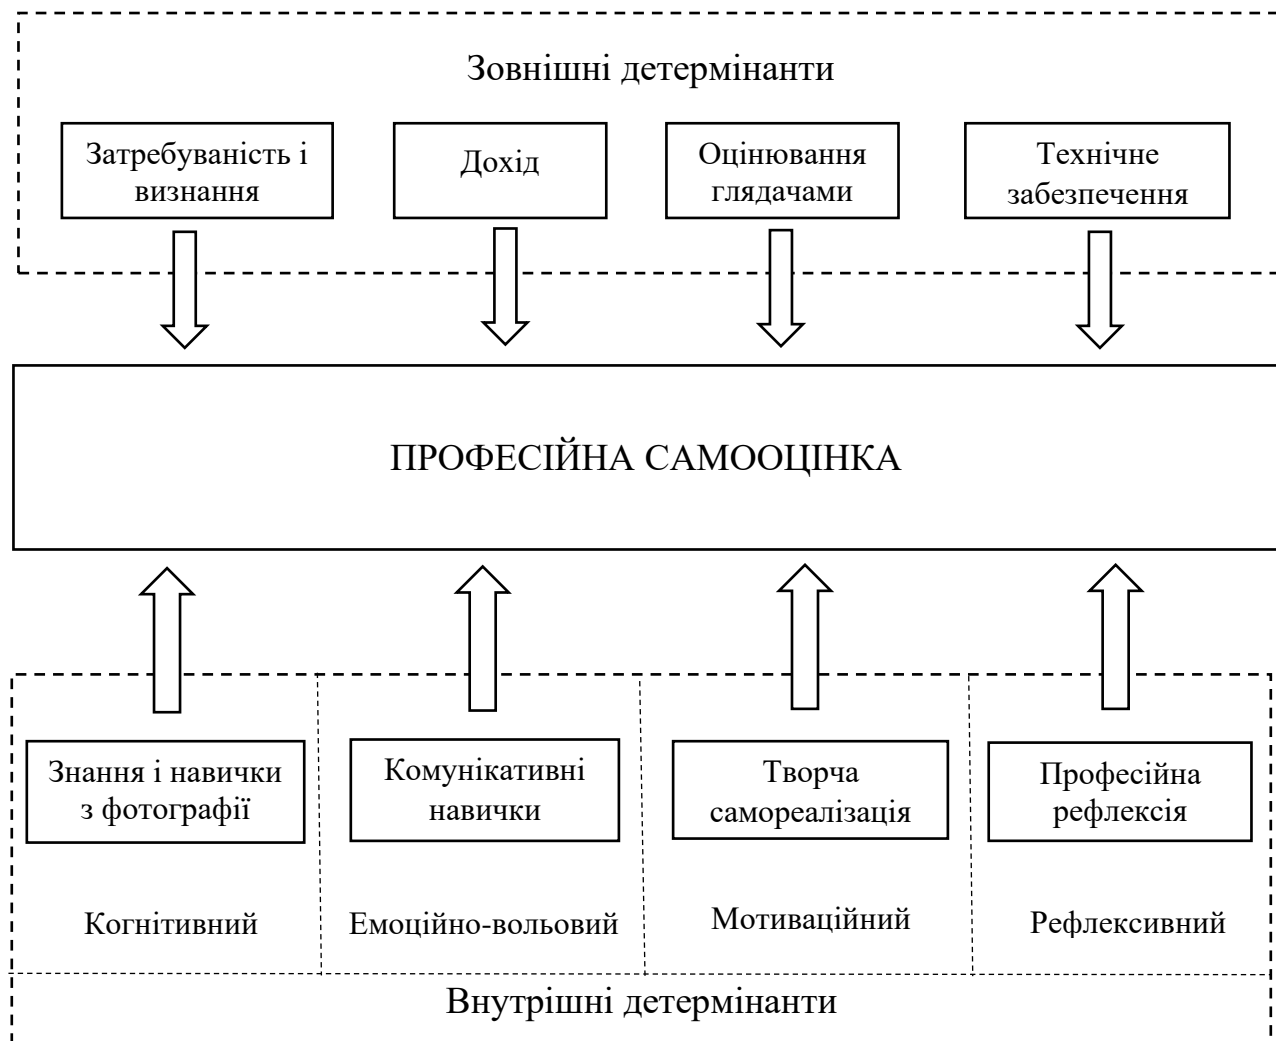 Зовнішні детермінанти
Затребуваність і
визнання
Дохід
Оцінювання
глядачами
Технічне
забезпечення
ПРОФЕСІЙНА САМООЦІНКА
Знання і навички
з фотографії
Комунікативні
навички
Творча
самореалізація
Професійна
рефлексія
Когнітивний
Емоційно-вольовий
Мотиваційний
Рефлексивний
Внутрішні детермінанти